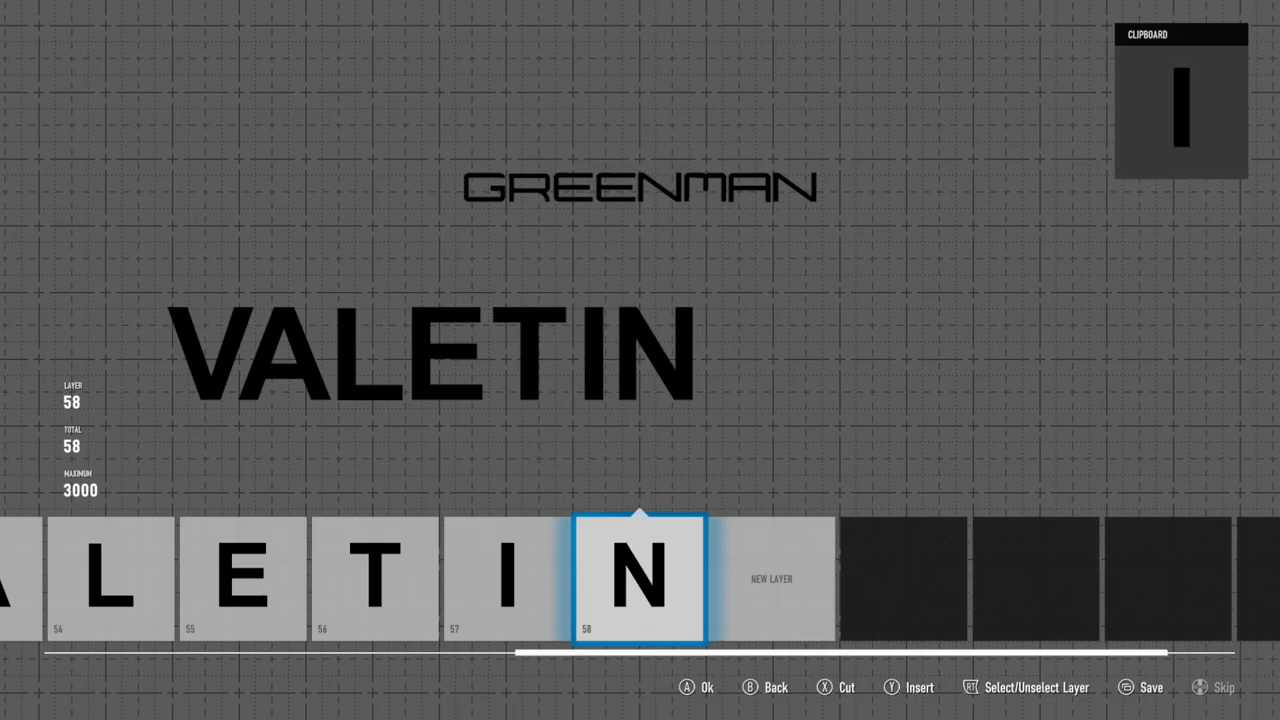 CLIPBOARD
I
GREENMAN
VALETIN
LAYER
58
TOTAL
58
MAXIMUM
3000
A L E T I N NEW LAYER
54 55 56 57 58
A Ok B Back X Cut Y Insert RT Select/Unselect Layer Save Skip